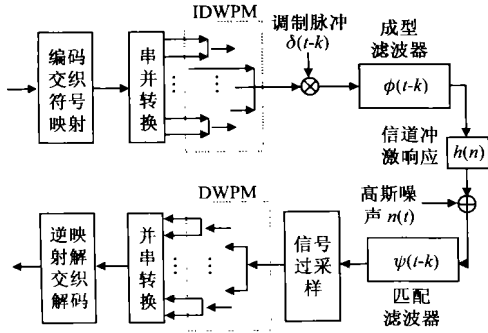 IDWPM
编码
交织
符号
映射
串
并
转
换
调制脉冲
δ(t-k)
成型
滤波器
ϕ(t-k)
信道冲
激响应
h(n)
高斯噪
声 n(t)
ψ(t-k)
匹配
滤波器
信号
过采
样
DWPM
并
串
转
换
逆映
射解
交织
解码